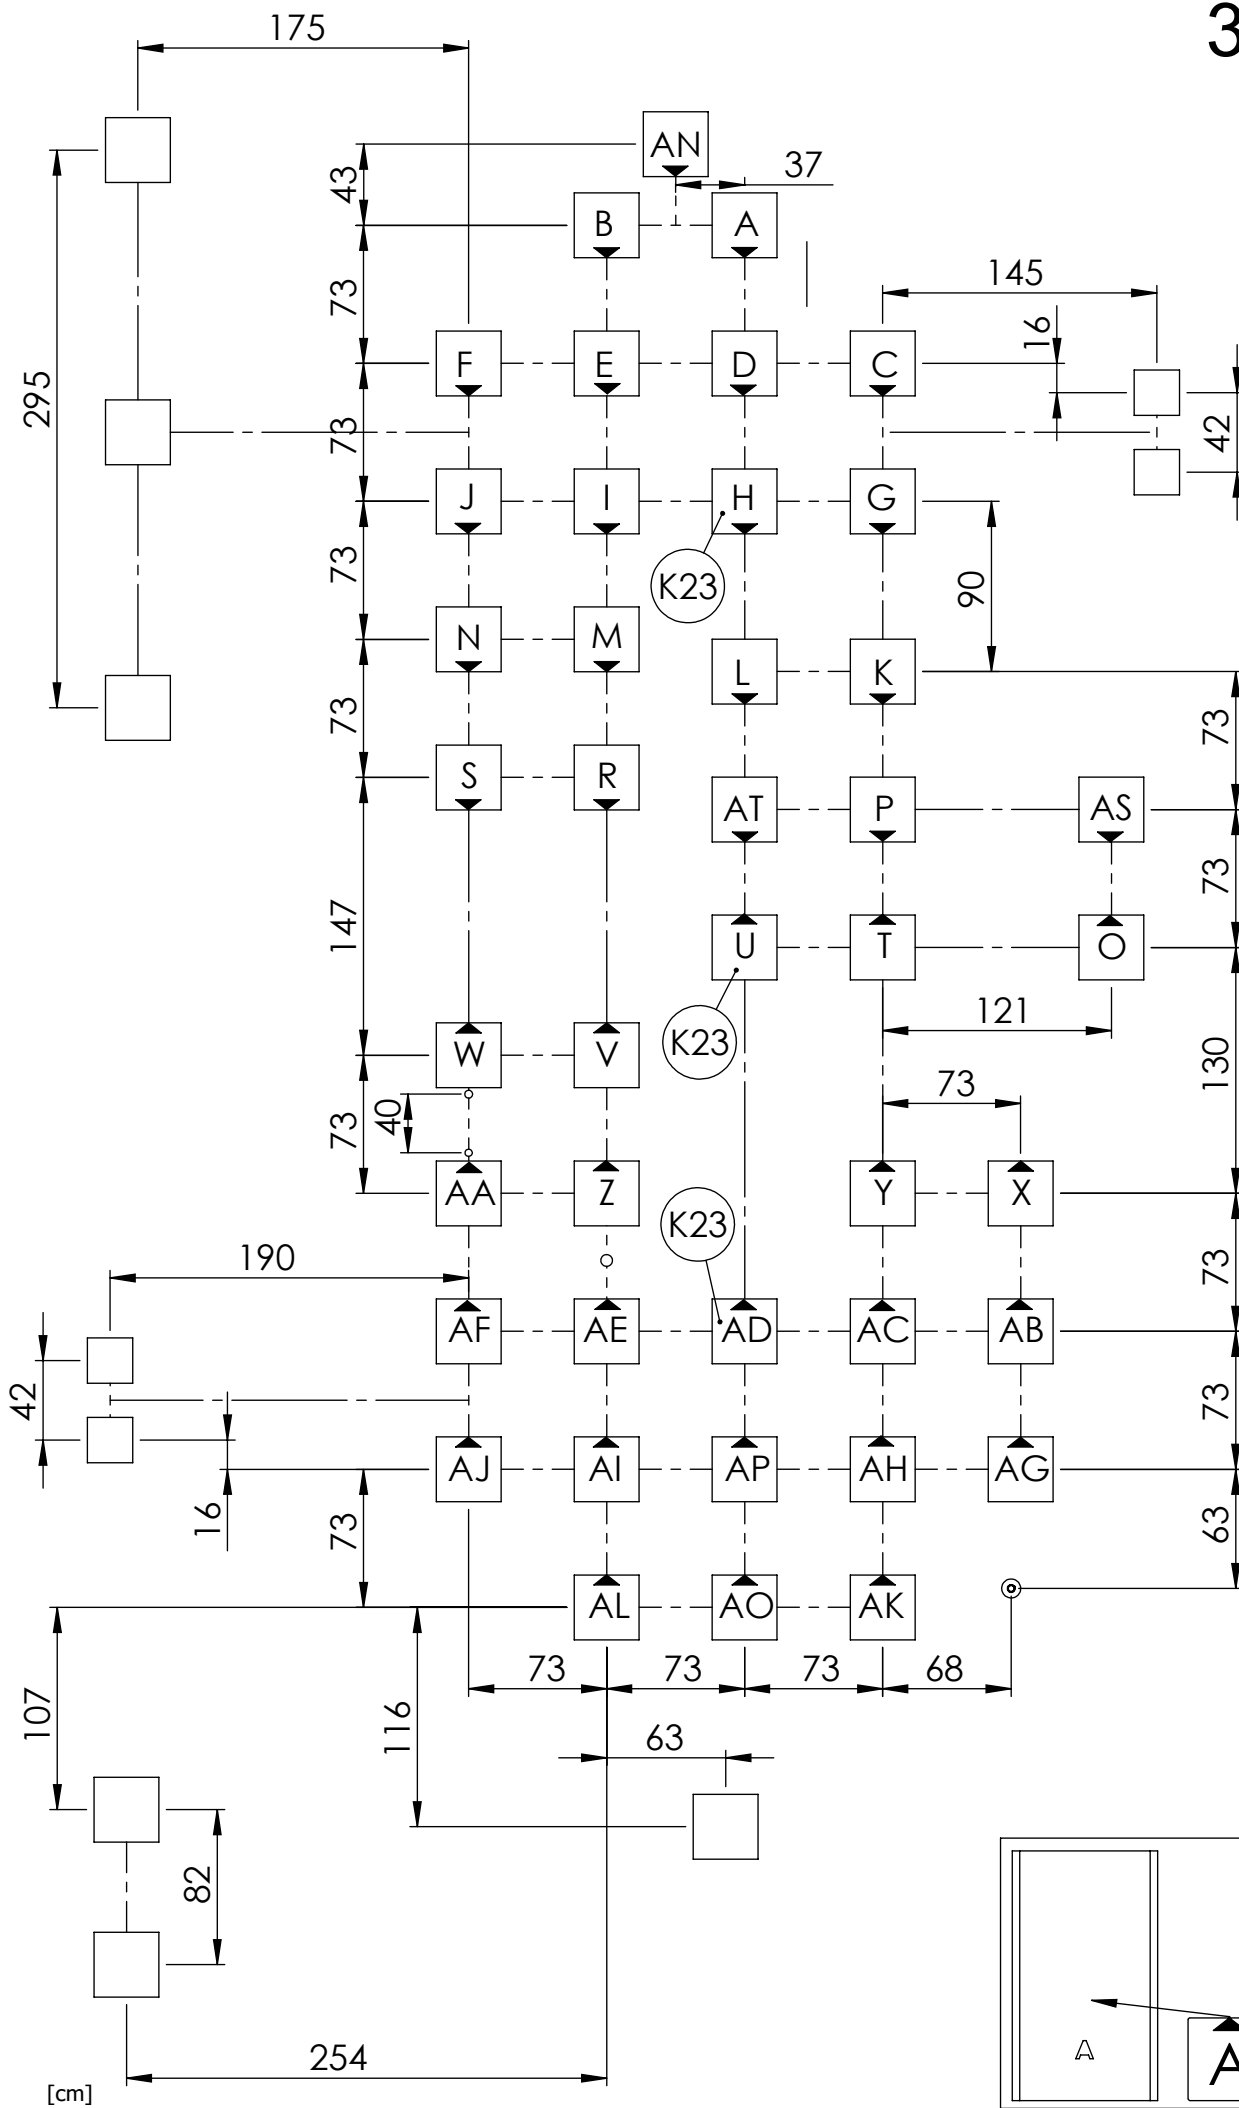 3
175
AN
37
43
B A
73
145
16
F E D C
295
42
73
J I H G
K23
73
90
N M
L K
73
73
S R
AT P AS
73
147
U T O
121
K23
W V
130
73
40
73
AA Z Y X
K23
190
73
AF AE AD AC AB
42
73
AJ AI AP AH AG
16
73
63
AL AO AK
73 73 73 68
107
116
63
82
A
A
254
[cm]